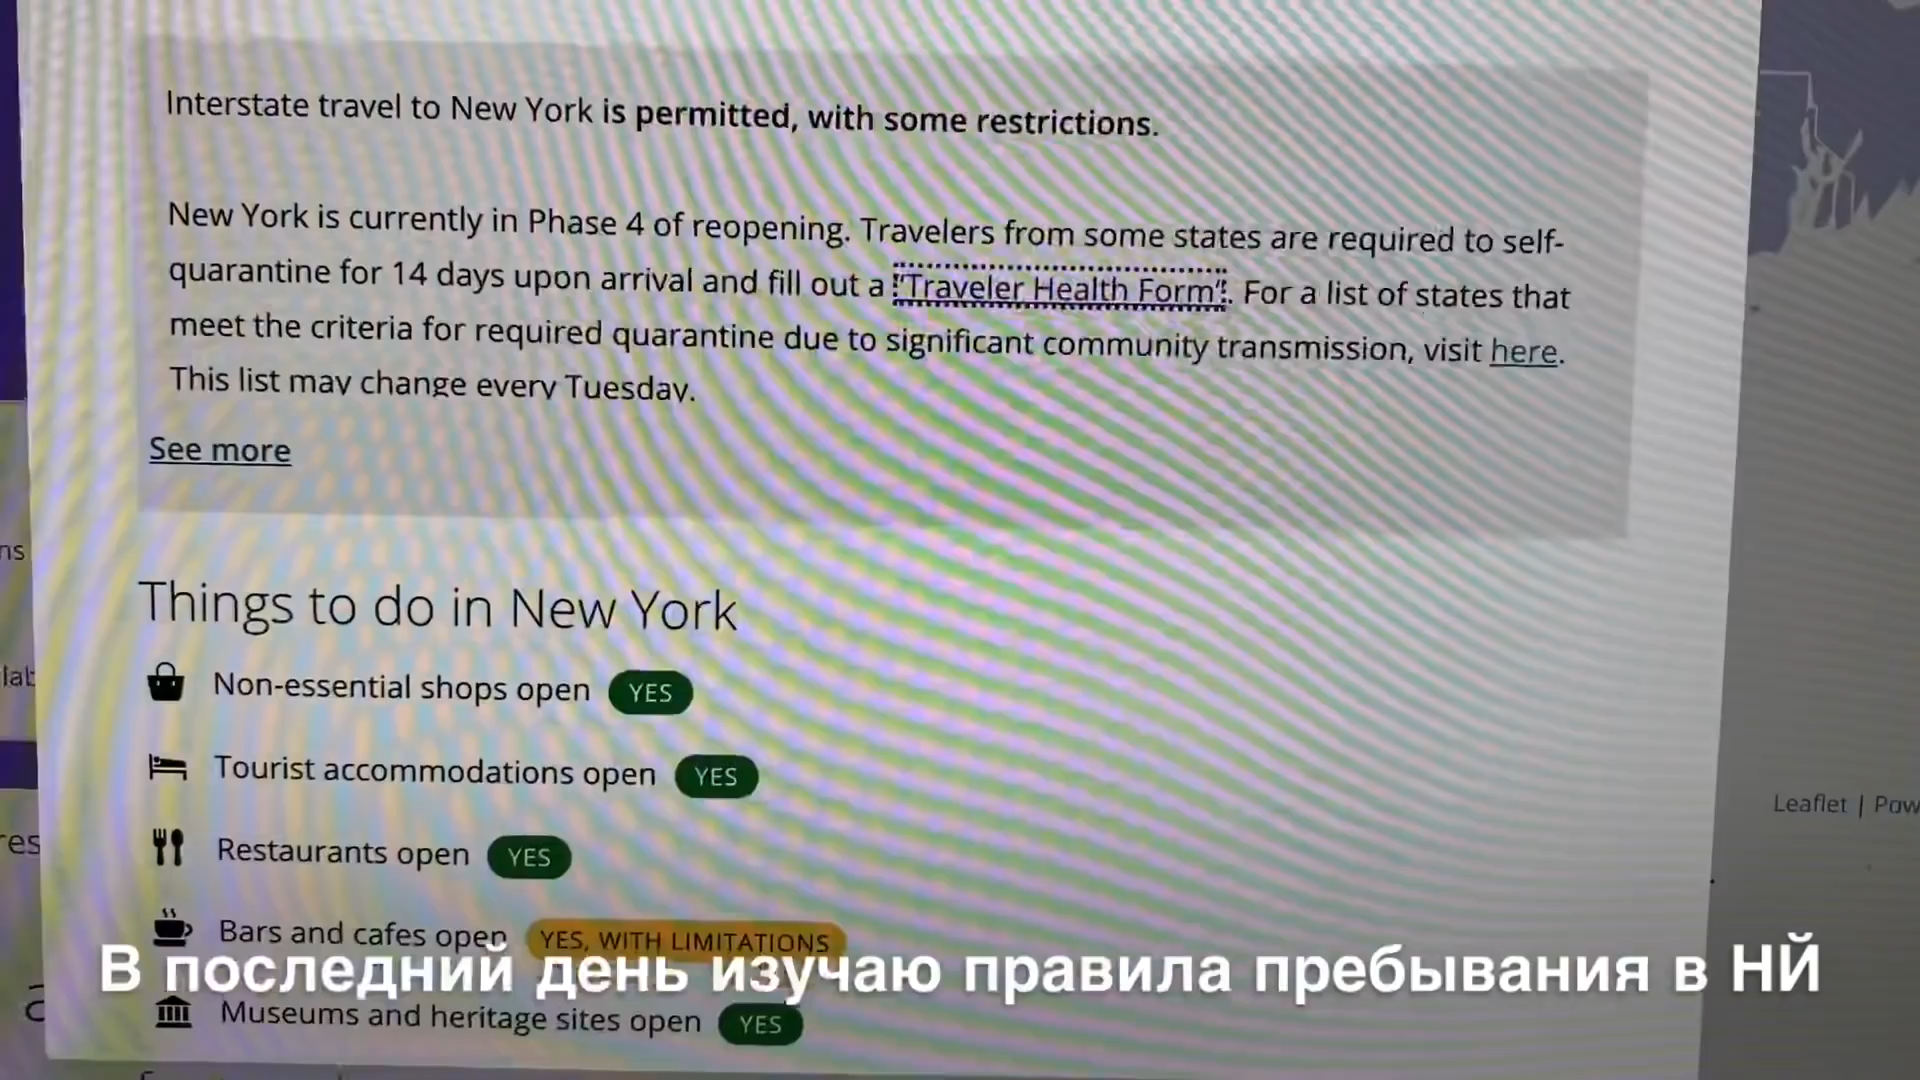 Interstate travel to New York is permitted, with some restrictions.
New York is currently in Phase 4 of reopening. Travelers from some states are required to self-
quarantine for 14 days upon arrival and fill out a "Traveler Health Form". For a list of states that
meet the criteria for required quarantine due to significant community transmission, visit here.
This list may change every Tuesday.
See more
Things to do in New York
Non-essential shops open YES
Tourist accommodations open YES
Restaurants open YES
Bars and cafes open YES, WITH LIMITATIONS
В последний день изучаю правила пребывания в НЙ
Museums and heritage sites open YES
Leaflet | Pow
ns
lab
res